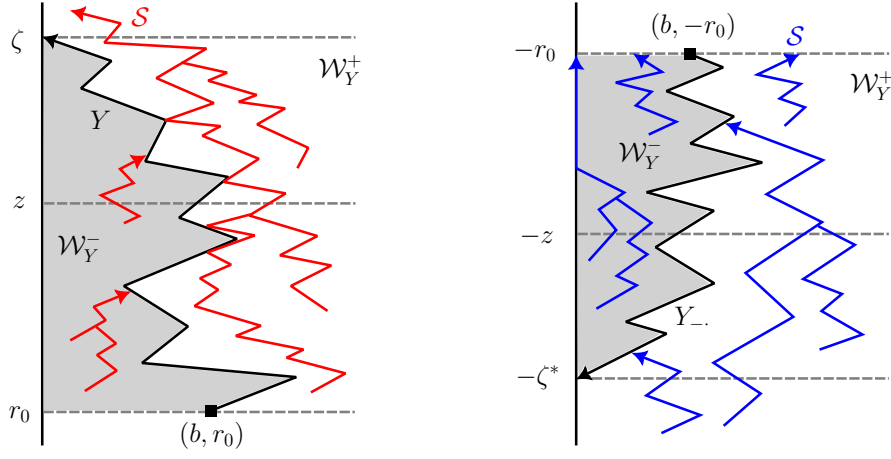 ζ
𝒮
𝒲_Y^+
Y
z
𝒲_Y^-
r_0
(b, r_0)
(b, −r_0)
−r_0
𝒮
𝒲_Y^+
𝒲_Y^-
−z
Y_{−·}
−ζ*